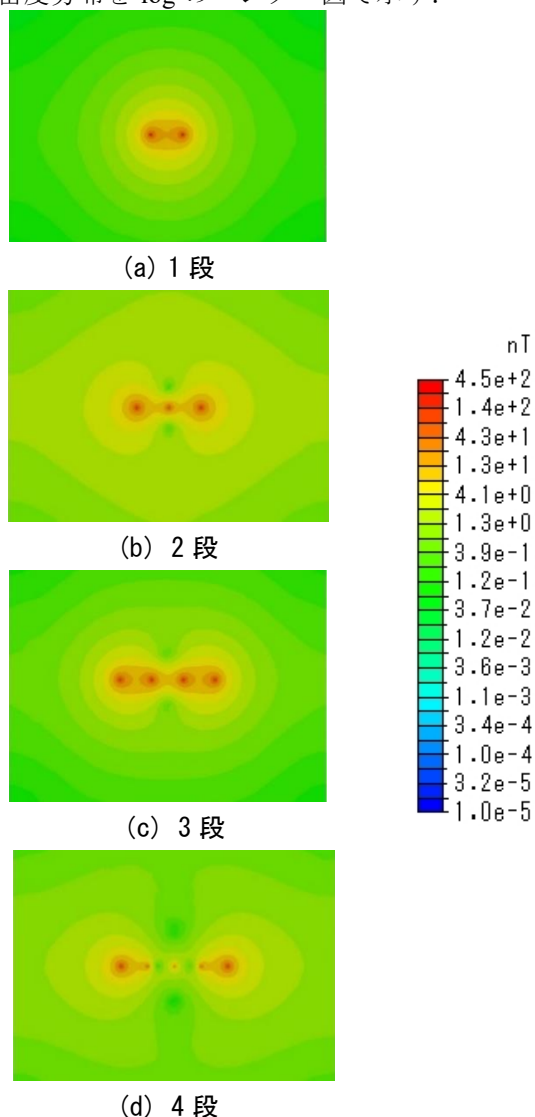 (a) 1 段
(b) 2 段
(c) 3 段
(d) 4 段
nT
4.5e+2
1.4e+2
4.3e+1
1.3e+1
4.1e+0
1.3e+0
3.9e-1
1.2e-1
3.7e-2
1.2e-2
3.6e-3
1.1e-3
3.4e-4
1.0e-4
3.2e-5
1.0e-5